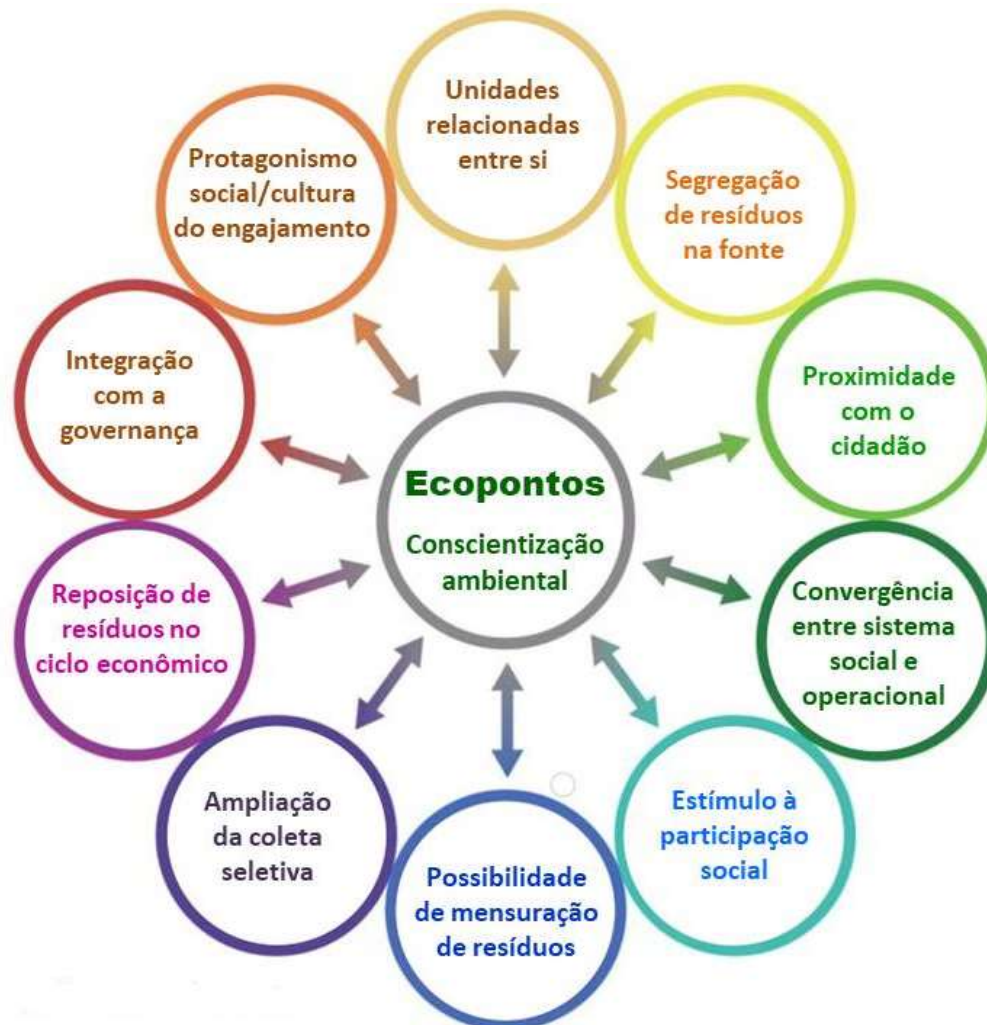 Unidades
relacionadas
entre si
Segregação
de resíduos
na fonte
Proximidade
com o
cidadão
Convergência
entre sistema
social e
operacional
Estímulo à
participação
social
Possibilidade
de mensuração
de resíduos
Ampliação
da coleta
seletiva
Reposição de
resíduos no
ciclo econômico
Integração
com a
governança
Protagonismo
social/cultura
do engajamento
Ecopontos
Conscientização
ambiental